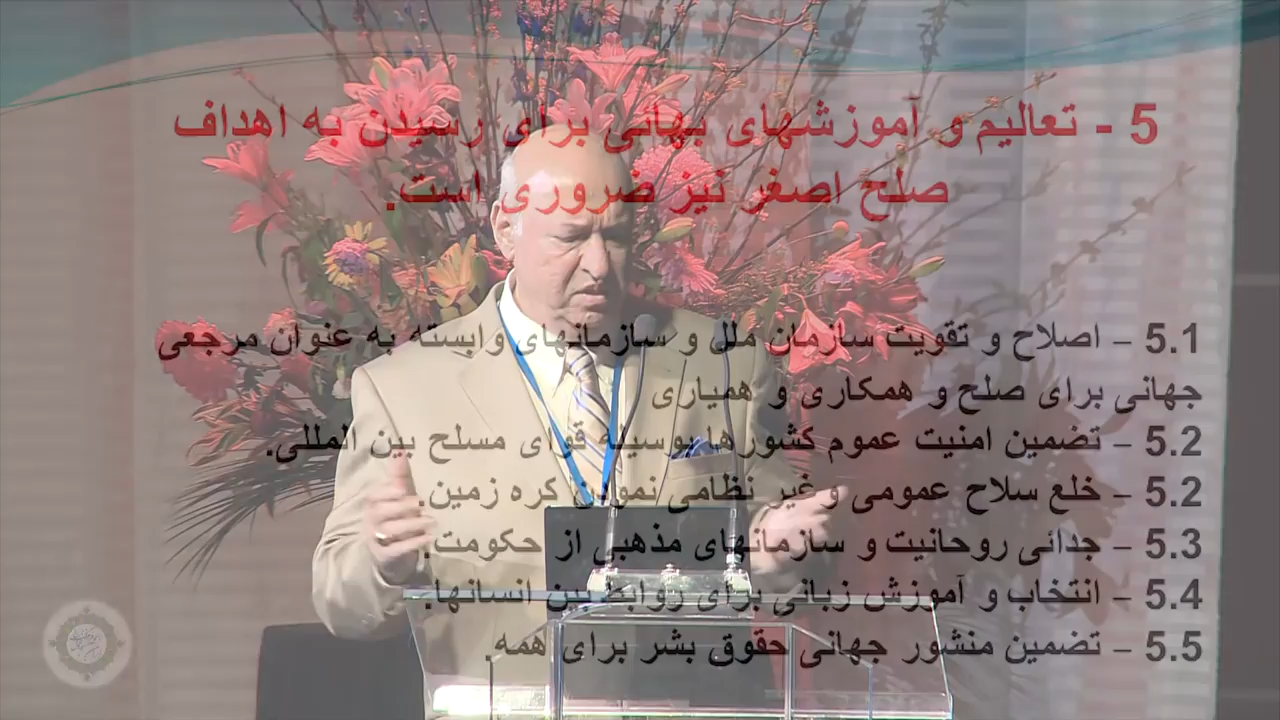 5 - تعالیم و آموزشهای بهائی برای رسیدن به اهداف
صلح اصغر نیز ضروری است.
5.1 – اصلاح و تقویت سازمان ملل و سازمانهای وابسته به عنوان مرجعی
جهانی برای صلح و همکاری و همیاری
5.2 – تضمین امنیت عموم کشورها بوسیله قوای مسلح بین المللی.
5.2 – خلع سلاح عمومی و غیر نظامی نمودن کره زمین.
5.3 – جدائی روحانیت و سازمانهای مذهبی از حکومت.
5.4 – انتخاب و آموزش زبانی برای روابط بین انسانها.
5.5 – تضمین منشور جهانی حقوق بشر برای همه.